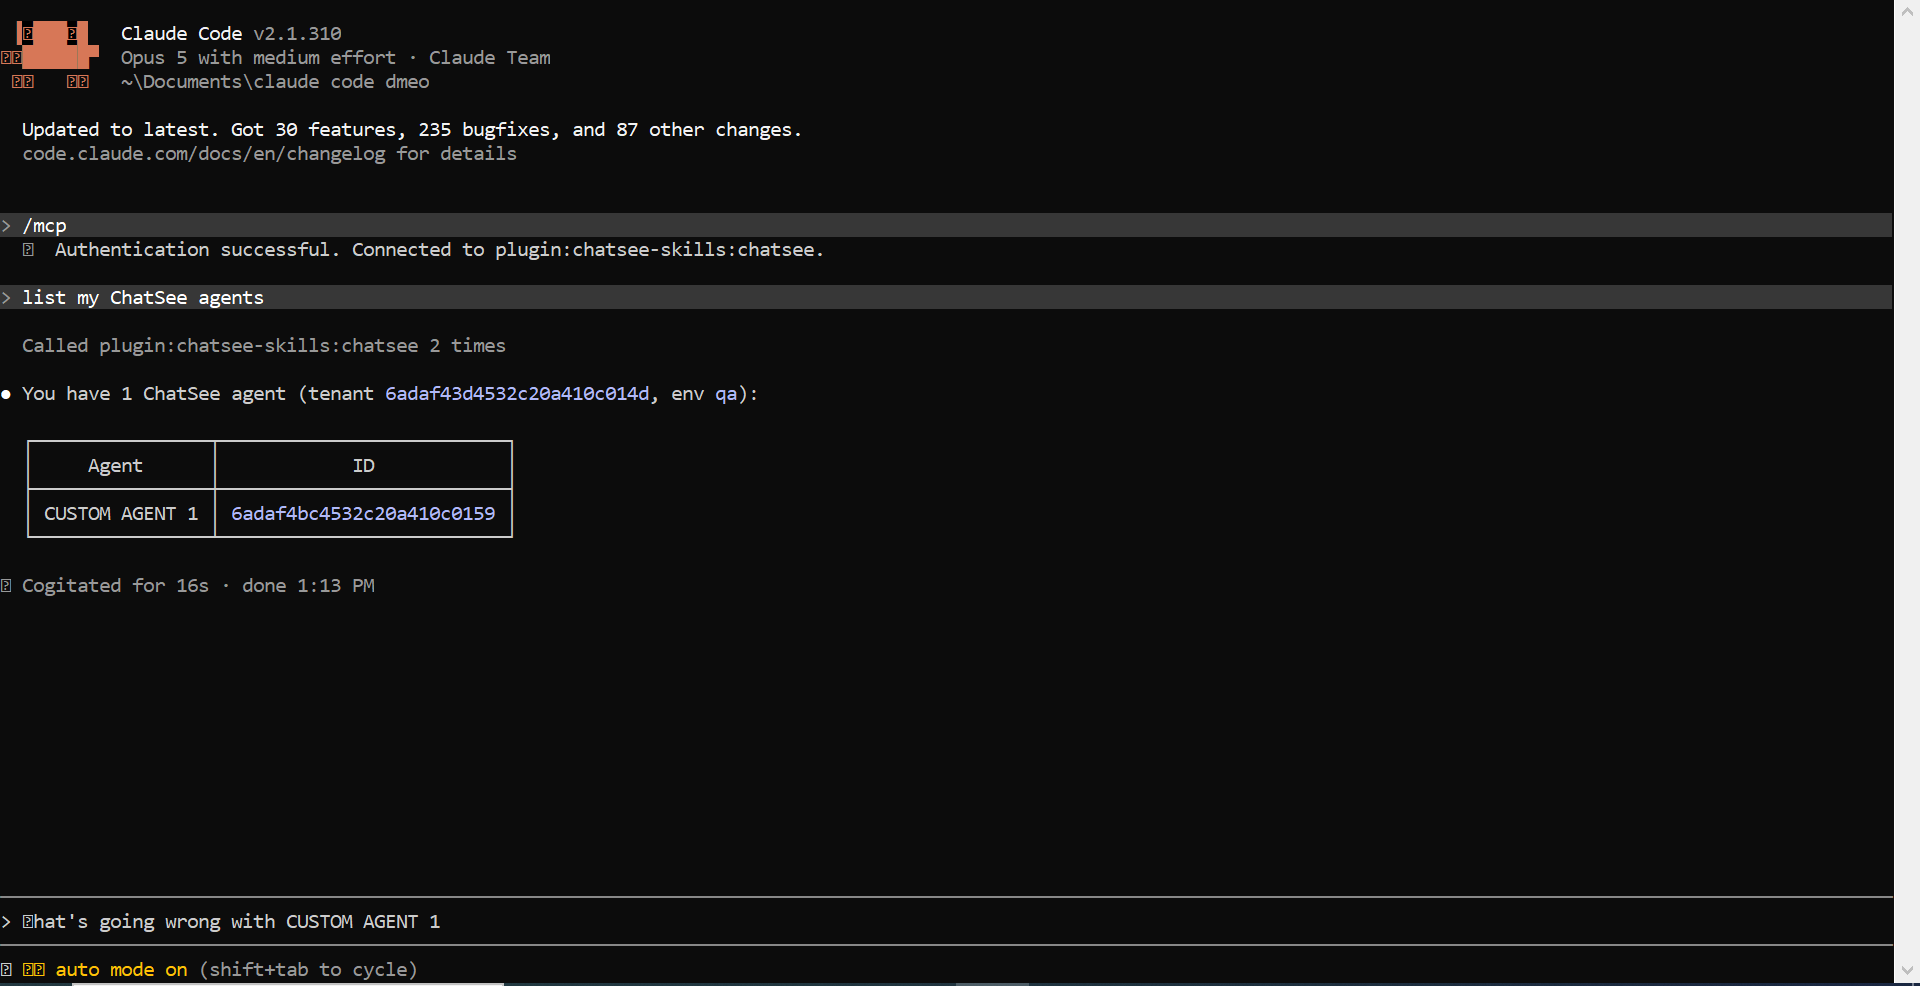 Claude Code v2.1.310
Opus 5 with medium effort · Claude Team
~\Documents\claude code dmeo
Updated to latest. Got 30 features, 235 bugfixes, and 87 other changes.
code.claude.com/docs/en/changelog for details
> /mcp
Authentication successful. Connected to plugin:chatsee-skills:chatsee.
> list my ChatSee agents
Called plugin:chatsee-skills:chatsee 2 times
● You have 1 ChatSee agent (tenant 6adaf43d4532c20a410c014d, env qa):
Agent ID
CUSTOM AGENT 1 6adaf4bc4532c20a410c0159
Cogitated for 16s · done 1:13 PM
> hat's going wrong with CUSTOM AGENT 1
auto mode on (shift+tab to cycle)